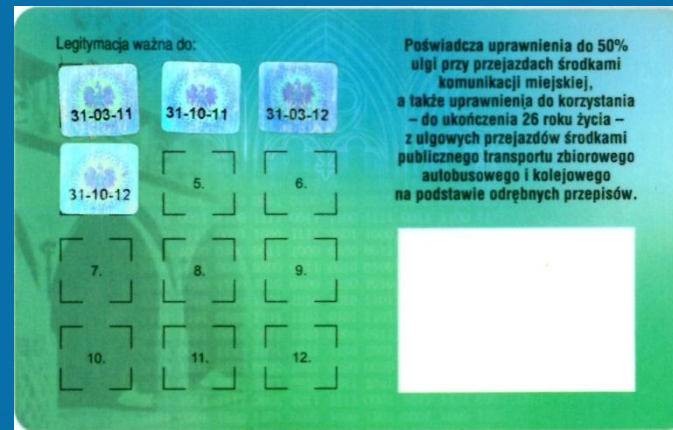 Legitymacja ważna do:
31-03-11 31-10-11 31-03-12
31-10-12 5. 6.
7. 8. 9.
10. 11. 12.
Poświadcza uprawnienia do 50%
ulgi przy przejazdach środkami
komunikacji miejskiej,
a także uprawnienia do korzystania
– do ukończenia 26 roku życia –
z ulgowych przejazdów środkami
publicznego transportu zbiorowego
autobusowego i kolejowego
na podstawie odrębnych przepisów.